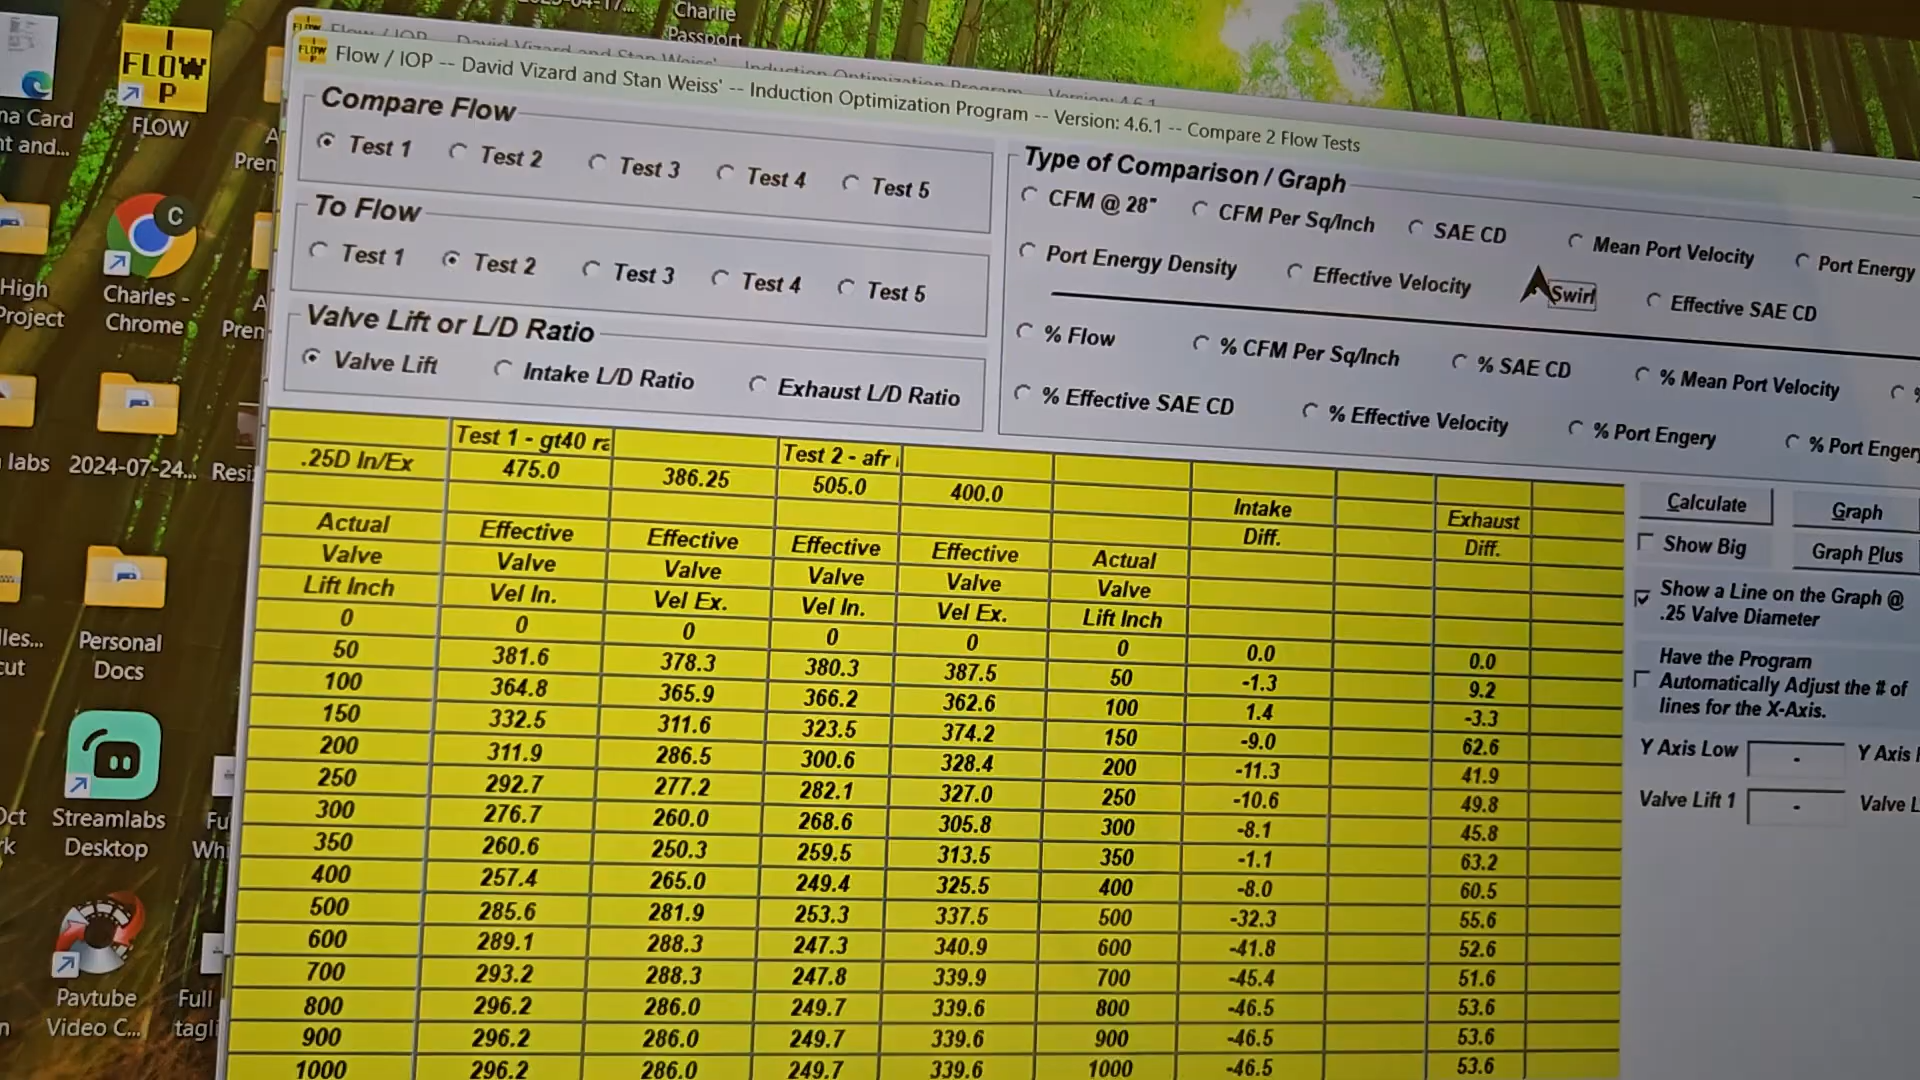 Charlie
Passport
FLOW
P
FLOW
Charles -
Chrome
High
Project
Personal
Docs
labs
2024-07-24...
Streamlabs
Desktop
Pavtube
Video C...
Full
tagli
Flow / IOP -- David Vizard and Stan Weiss' -- Induction Optimization Program -- Version: 4.6.1 -- Compare 2 Flow Tests
Compare Flow
Test 1 Test 2 Test 3 Test 4 Test 5
To Flow
Test 1 Test 2 Test 3 Test 4 Test 5
Valve Lift or L/D Ratio
Valve Lift Intake L/D Ratio Exhaust L/D Ratio
Type of Comparison / Graph
CFM @ 28" CFM Per Sq/Inch SAE CD Mean Port Velocity Port Energy
Port Energy Density Effective Velocity Swirl Effective SAE CD
% Flow % CFM Per Sq/Inch % SAE CD % Mean Port Velocity
% Effective SAE CD % Effective Velocity % Port Engery % Port Engery
Test 1 - gt40 ra Test 2 - afr
.25D In/Ex 475.0 386.25 505.0 400.0
Intake Exhaust
Diff. Diff.
Actual Effective Effective Effective Effective Actual
Valve Valve Valve Valve Valve Valve
Lift Inch Vel In. Vel Ex. Vel In. Vel Ex. Lift Inch
0 0 0 0 0 0 0.0 0.0
50 381.6 378.3 380.3 387.5 50 -1.3 9.2
100 364.8 365.9 366.2 362.6 100 1.4 -3.3
150 332.5 311.6 323.5 374.2 150 -9.0 62.6
200 311.9 286.5 300.6 328.4 200 -11.3 41.9
250 292.7 277.2 282.1 327.0 250 -10.6 49.8
300 276.7 260.0 268.6 305.8 300 -8.1 45.8
350 260.6 250.3 259.5 313.5 350 -1.1 63.2
400 257.4 265.0 249.4 325.5 400 -8.0 60.5
500 285.6 281.9 253.3 337.5 500 -32.3 55.6
600 289.1 288.3 247.3 340.9 600 -41.8 52.6
700 293.2 288.3 247.8 339.9 700 -45.4 51.6
800 296.2 286.0 249.7 339.6 800 -46.5 53.6
900 296.2 286.0 249.7 339.6 900 -46.5 53.6
1000 296.2 286.0 249.7 339.6 1000 -46.5 53.6
Calculate Graph
Show Big Graph Plus
Show a Line on the Graph @
.25 Valve Diameter
Have the Program
Automatically Adjust the # of
lines for the X-Axis.
Y Axis Low - Y Axis
Valve Lift 1 - Valve